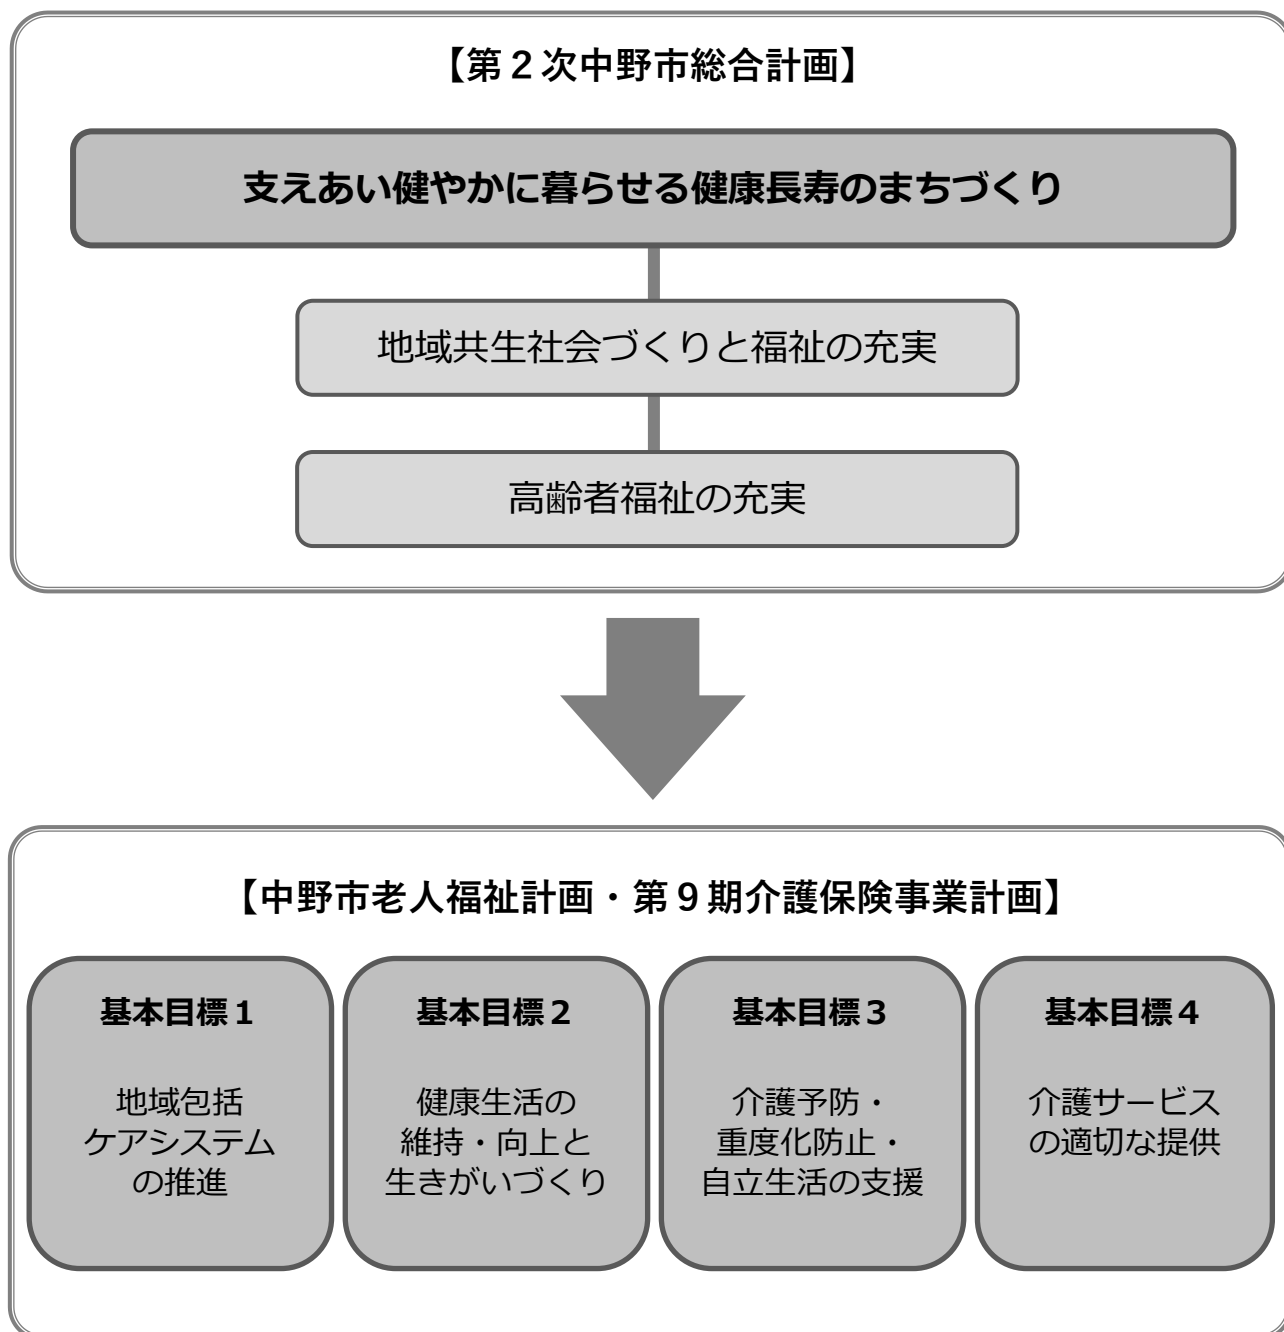 【第２次中野市総合計画】
支えあい健やかに暮らせる健康長寿のまちづくり
地域共生社会づくりと福祉の充実
高齢者福祉の充実
【中野市老人福祉計画・第９期介護保険事業計画】
基本目標１
地域包括
ケアシステム
の推進
基本目標２
健康生活の
維持・向上と
生きがいづくり
基本目標３
介護予防・
重度化防止・
自立生活の支援
基本目標４
介護サービス
の適切な提供